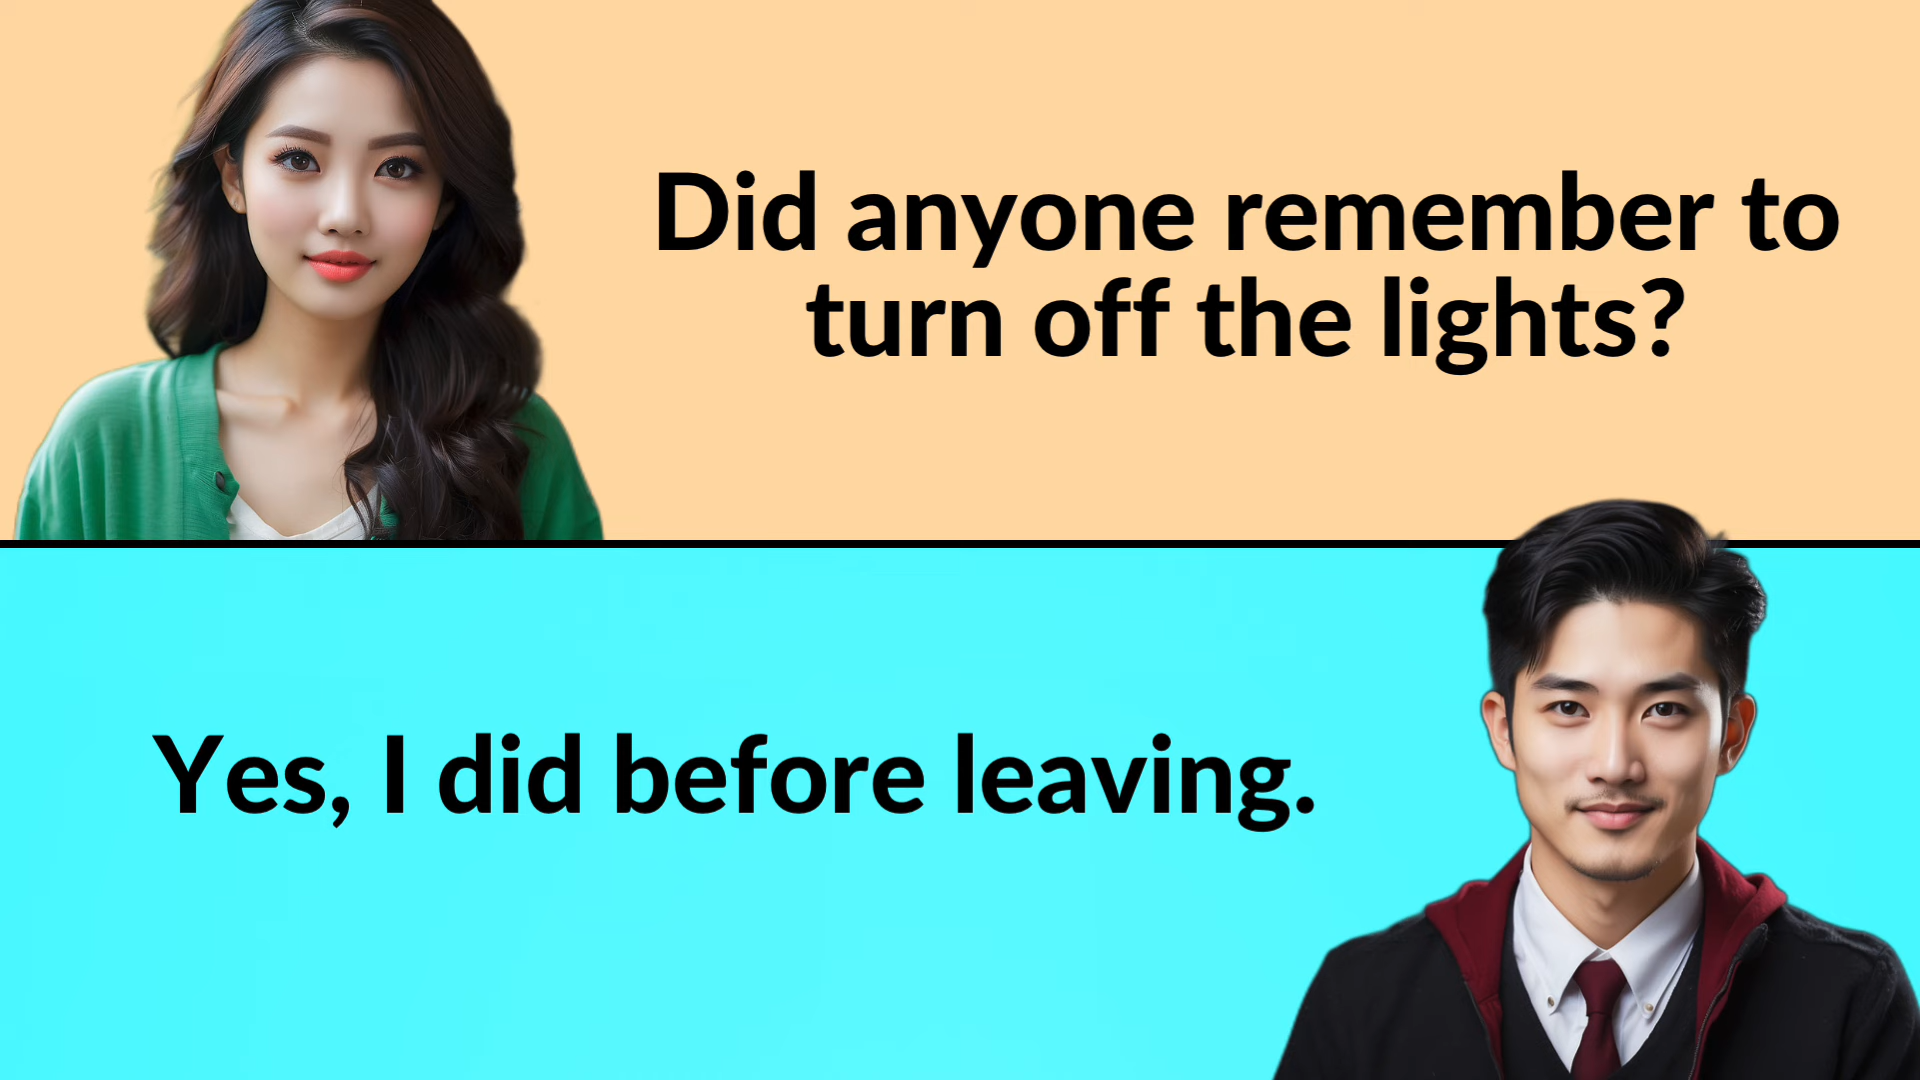 Did anyone remember to
turn off the lights?
Yes, I did before leaving.